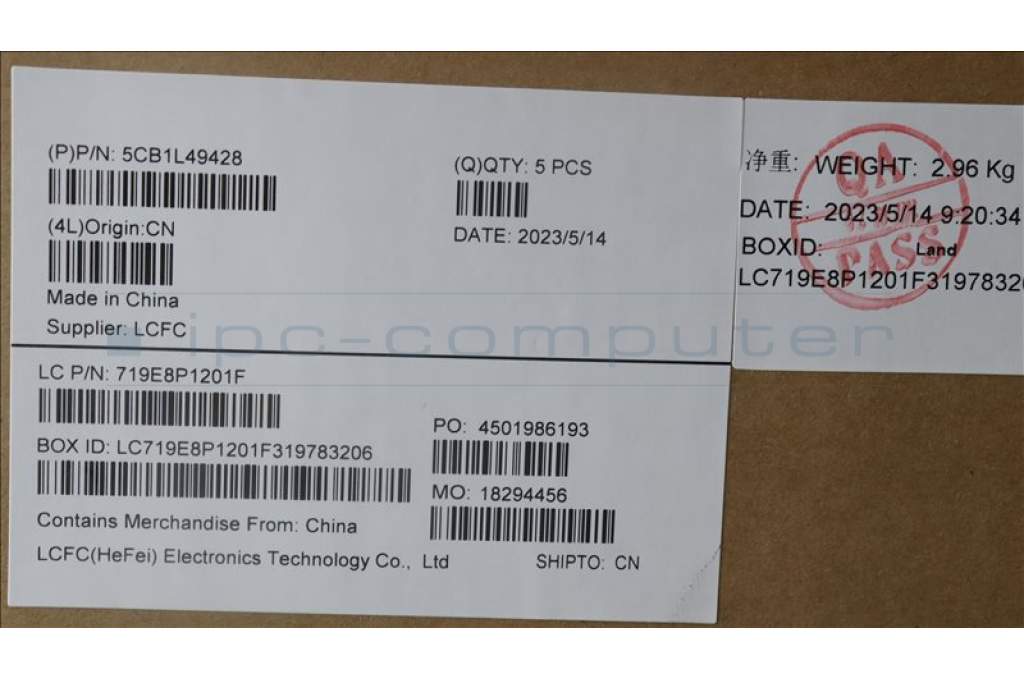 (P)P/N: 5CB1L49428
(4L)Origin:CN
Made in China
Supplier: LCFC
(Q)QTY: 5 PCS
DATE: 2023/5/14
净重: WEIGHT: 2.96 Kg
DATE: 2023/5/14 9:20:34
BOXID: Land
LC719E8P1201F31978320
QA
PASS
ipc-computer
LC P/N: 719E8P1201F
BOX ID: LC719E8P1201F319783206
Contains Merchandise From: China
LCFC(HeFei) Electronics Technology Co., Ltd
PO: 4501986193
MO: 18294456
SHIPTO: CN